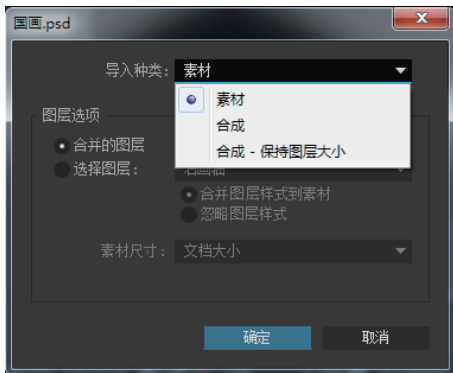 国画.psd
导入种类： 素材
素材
合成
合成 - 保持图层大小
图层选项
合并的图层
选择图层：
合并图层样式到素材
忽略图层样式
素材尺寸： 文档大小
确定 取消